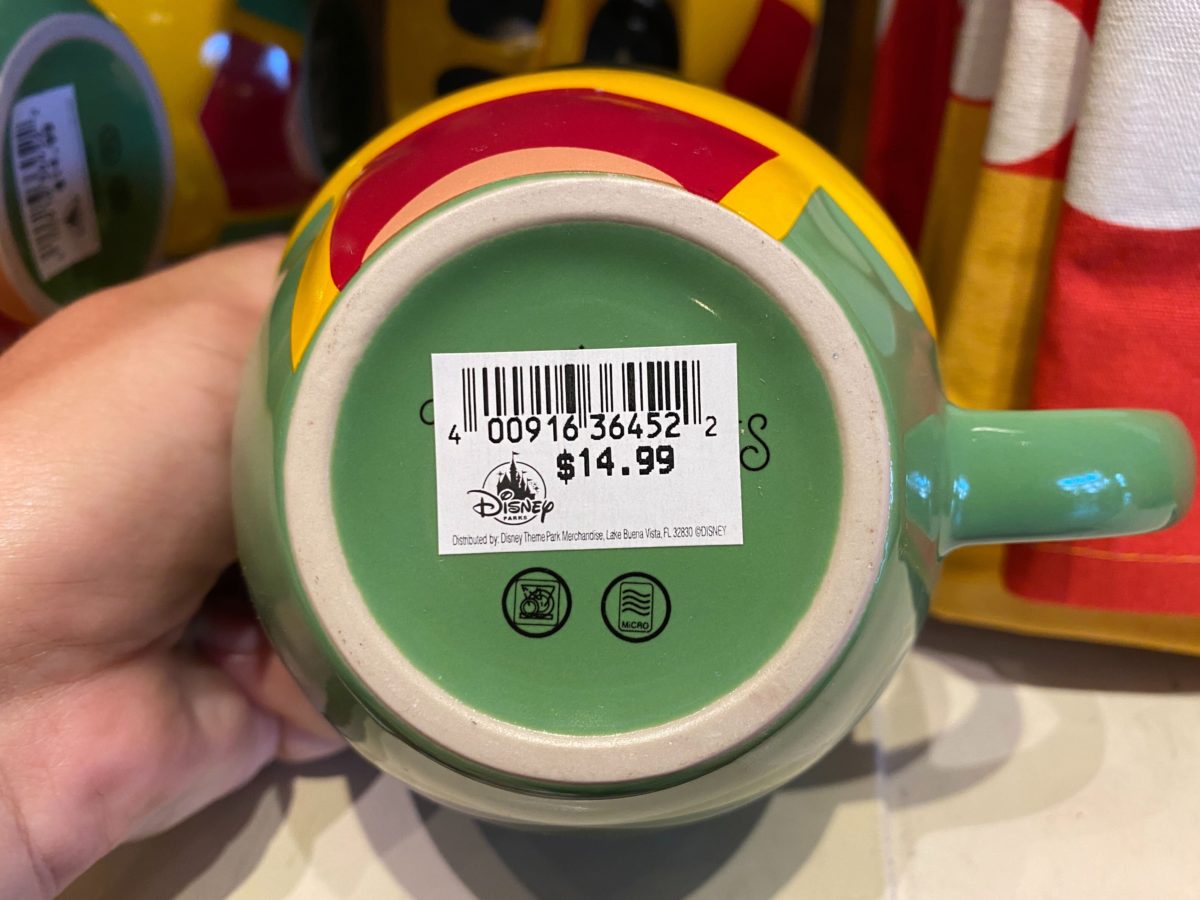 4 00916 36452 2
$14.99
Disney
PARKS
Distributed by: Disney Theme Park Merchandise, Lake Buena Vista, FL 32830 ©DISNEY
MICRO